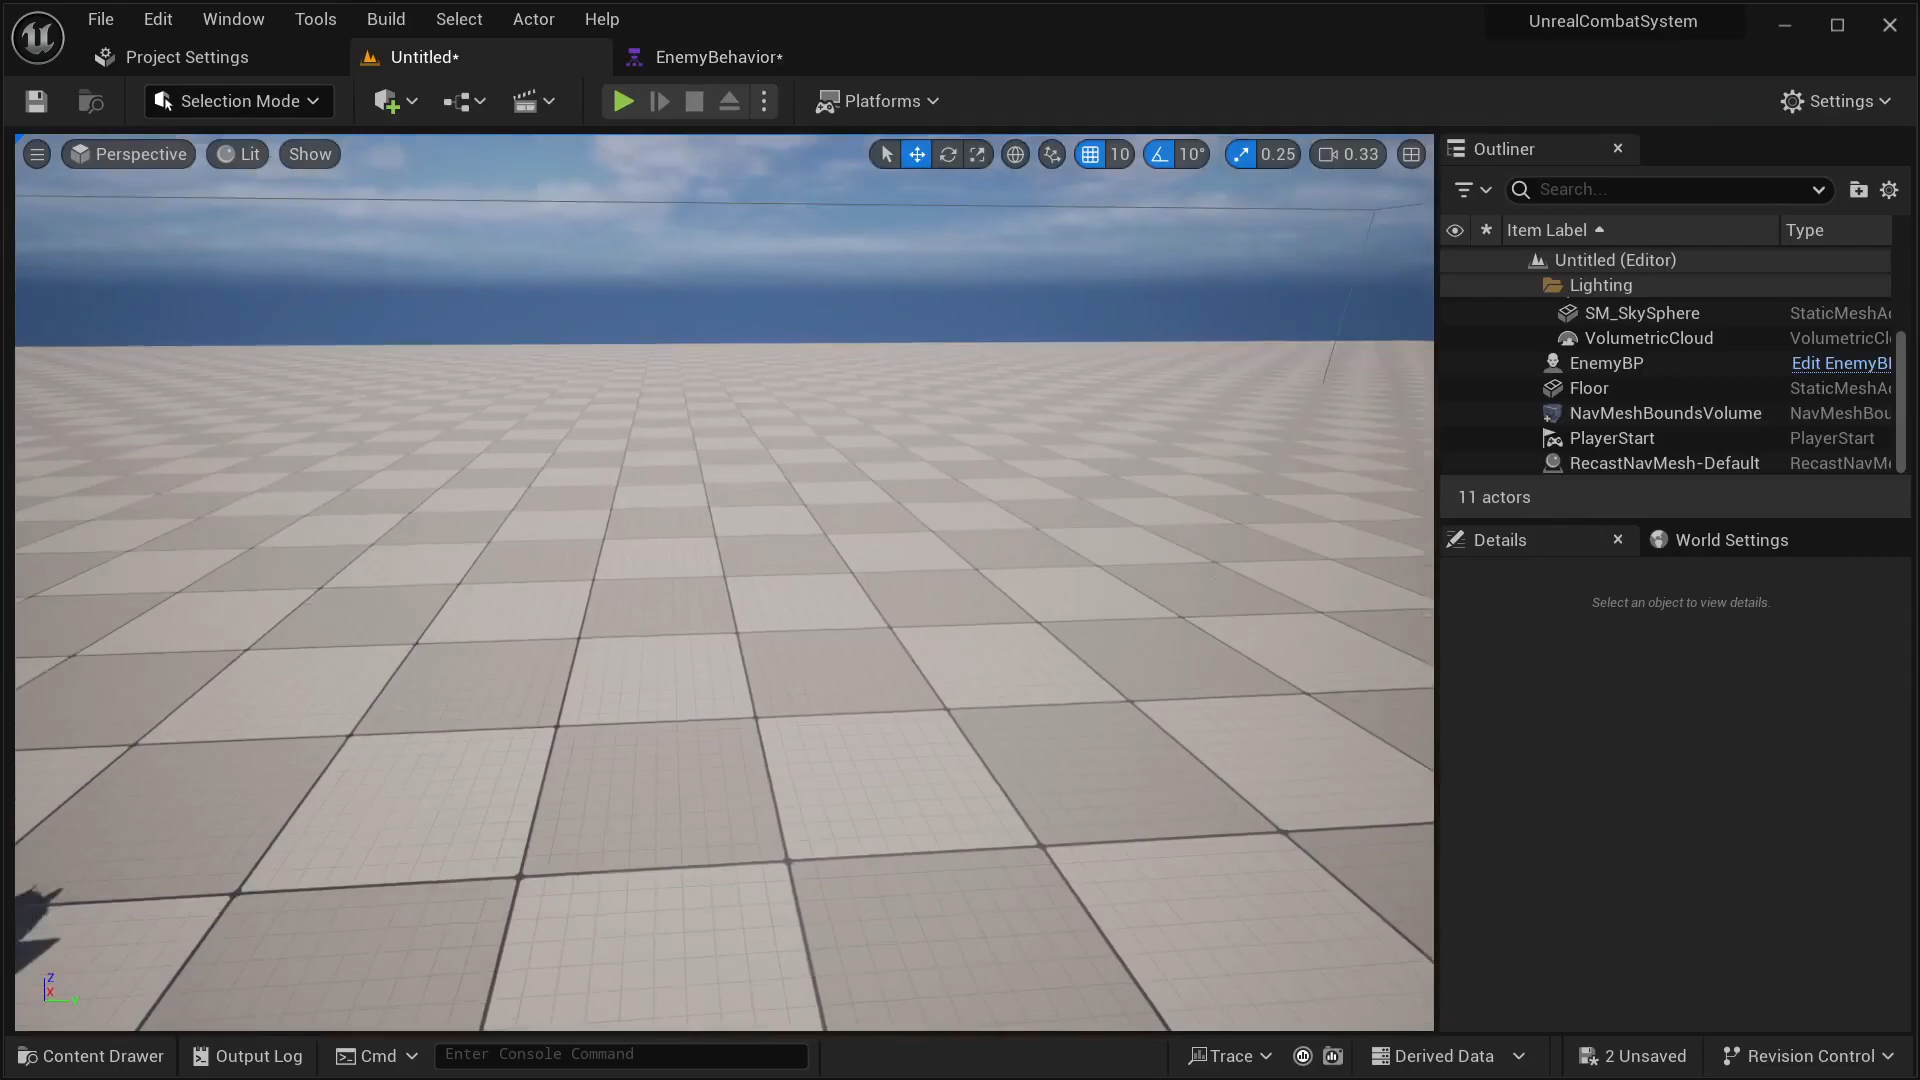 File Edit Window Tools Build Select Actor Help
UnrealCombatSystem
Project Settings
Untitled*
EnemyBehavior*
Selection Mode
Platforms
Settings
Perspective
Lit
Show
10
10°
0.25
0.33
Outliner
Search...
Item Label
Type
Untitled (Editor)
Lighting
SM_SkySphere StaticMeshA
VolumetricCloud VolumetricCl
EnemyBP Edit EnemyB
Floor StaticMeshA
NavMeshBoundsVolume NavMeshBou
PlayerStart PlayerStart
RecastNavMesh-Default RecastNavM
11 actors
Details
World Settings
Select an object to view details.
Z
X
Y
Content Drawer
Output Log
Cmd
Enter Console Command
Trace
Derived Data
2 Unsaved
Revision Control